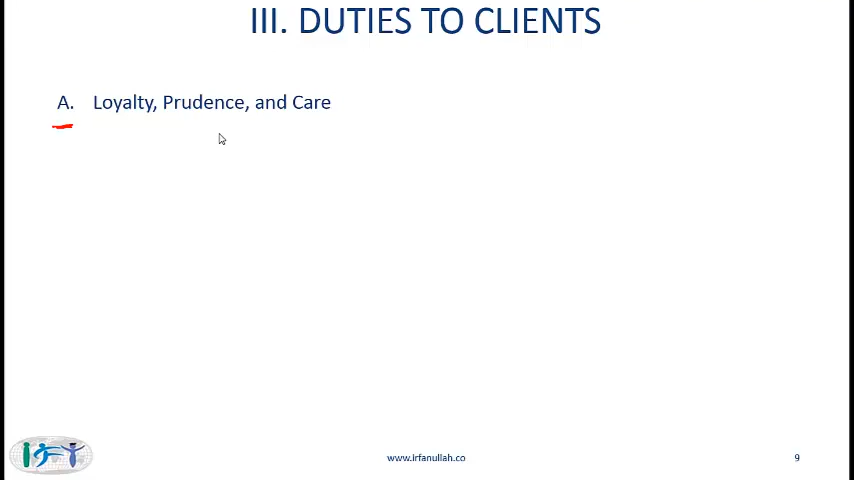 III. DUTIES TO CLIENTS
A. Loyalty, Prudence, and Care
www.irfanullah.co
9